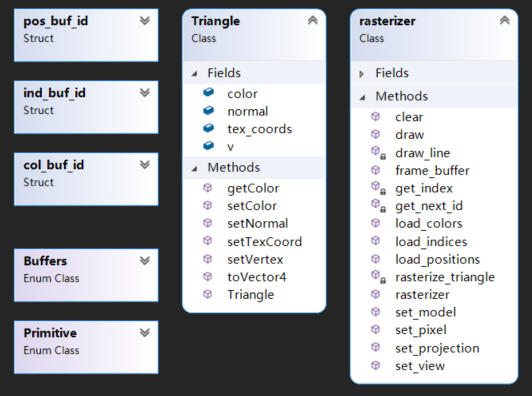 pos_buf_id
Struct
ind_buf_id
Struct
col_buf_id
Struct
Buffers
Enum Class
Primitive
Enum Class
Triangle
Class
Fields
color
normal
tex_coords
v
Methods
getColor
setColor
setNormal
setTexCoord
setVertex
toVector4
Triangle
rasterizer
Class
Fields
Methods
clear
draw
draw_line
frame_buffer
get_index
get_next_id
load_colors
load_indices
load_positions
rasterize_triangle
rasterizer
set_model
set_pixel
set_projection
set_view